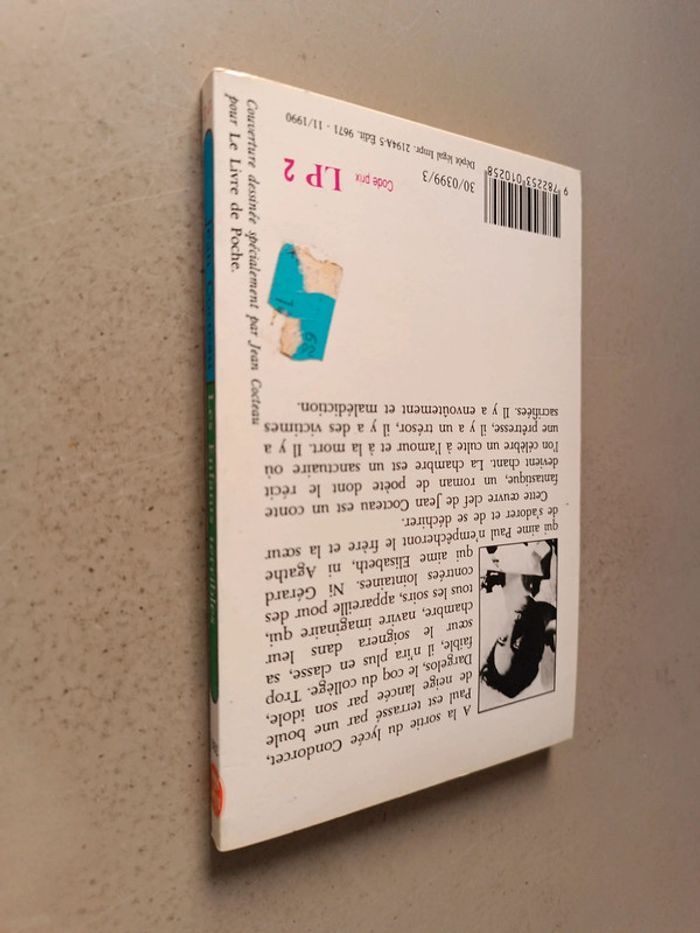 A la sortie du lycée Condorcet,
Paul est terrassé par une boule
de neige lancée par son idole,
Dargelos, le coq du collège. Trop
faible, il n'ira plus en classe, sa
sœur le soignera dans leur
chambre, navire imaginaire qui,
tous les soirs, appareille pour des
contrées lointaines. Ni Gérard
qui aime Elisabeth, ni Agathe
qui aime Paul n'empêcheront le frère et la sœur
de s'adorer et de se déchirer.
Cette œuvre clef de Jean Cocteau est un conte
fantastique, un roman de poète dont le récit
devient chant. La chambre est un sanctuaire où
l'on célèbre un culte à l'amour et à la mort. Il y a
une prêtresse, il y a un trésor, il y a des victimes
sacrifiées. Il y a envoûtement et malédiction.
Couverture dessinée spécialement par Jean Cocteau
pour Le Livre de Poche.
Code prix LP 2
30/0399/3
9 782253 010258
Dépôt légal Impr. 2194A-5 Édit. 9671 - 11/1990
Les Enfants terribles